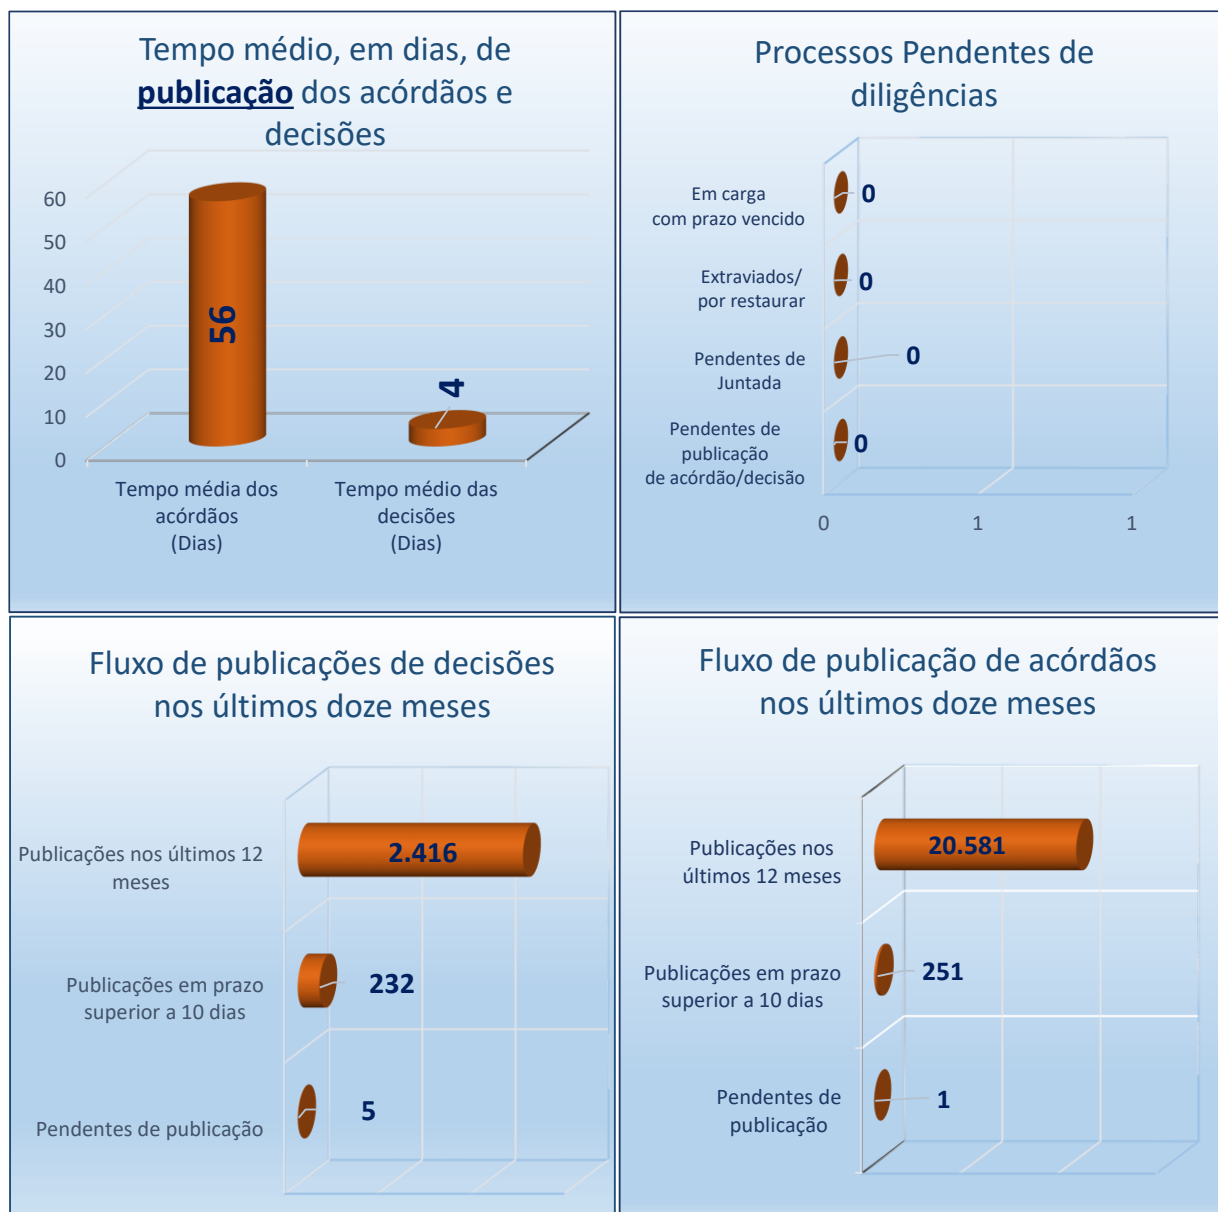 Tempo médio, em dias, de
publicação dos acórdãos e
decisões
60
50
40
30
20
10
0
56
4
Tempo média dos
acórdãos
(Dias)
Tempo médio das
decisões
(Dias)
Processos Pendentes de
diligências
Em carga
com prazo vencido
0
Extraviados/
por restaurar
0
Pendentes de
Juntada
0
Pendentes de
publicação
de acórdão/decisão
0
0
1
1
Fluxo de publicações de decisões
nos últimos doze meses
Publicações nos últimos 12
meses
2.416
Publicações em prazo
superior a 10 dias
232
Pendentes de publicação
5
Fluxo de publicação de acórdãos
nos últimos doze meses
Publicações nos
últimos 12 meses
20.581
Publicações em prazo
superior a 10 dias
251
Pendentes de
publicação
1